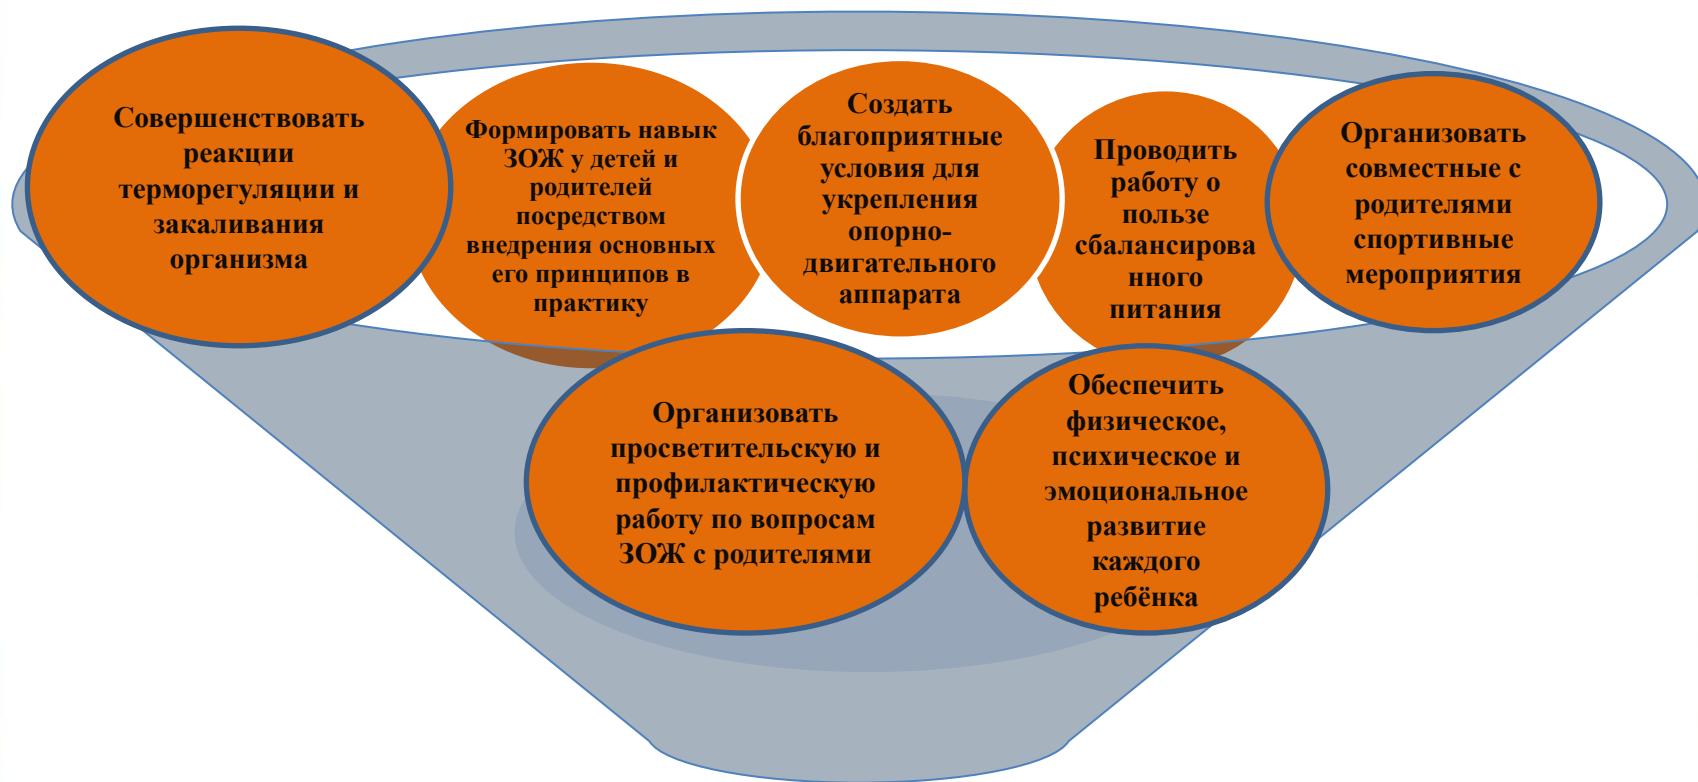 Совершенствовать
реакции
терморегуляции и
закаливания
организма
Формировать навык
ЗОЖ у детей и
родителей
посредством
внедрения основных
его принципов в
практику
Создать
благоприятные
условия для
укрепления
опорно-
двигательного
аппарата
Проводить
работу о
пользе
сбалансирова
нного
питания
Организовать
совместные с
родителями
спортивные
мероприятия
Организовать
просветительскую и
профилактическую
работу по вопросам
ЗОЖ с родителями
Обеспечить
физическое,
психическое и
эмоциональное
развитие
каждого
ребёнка